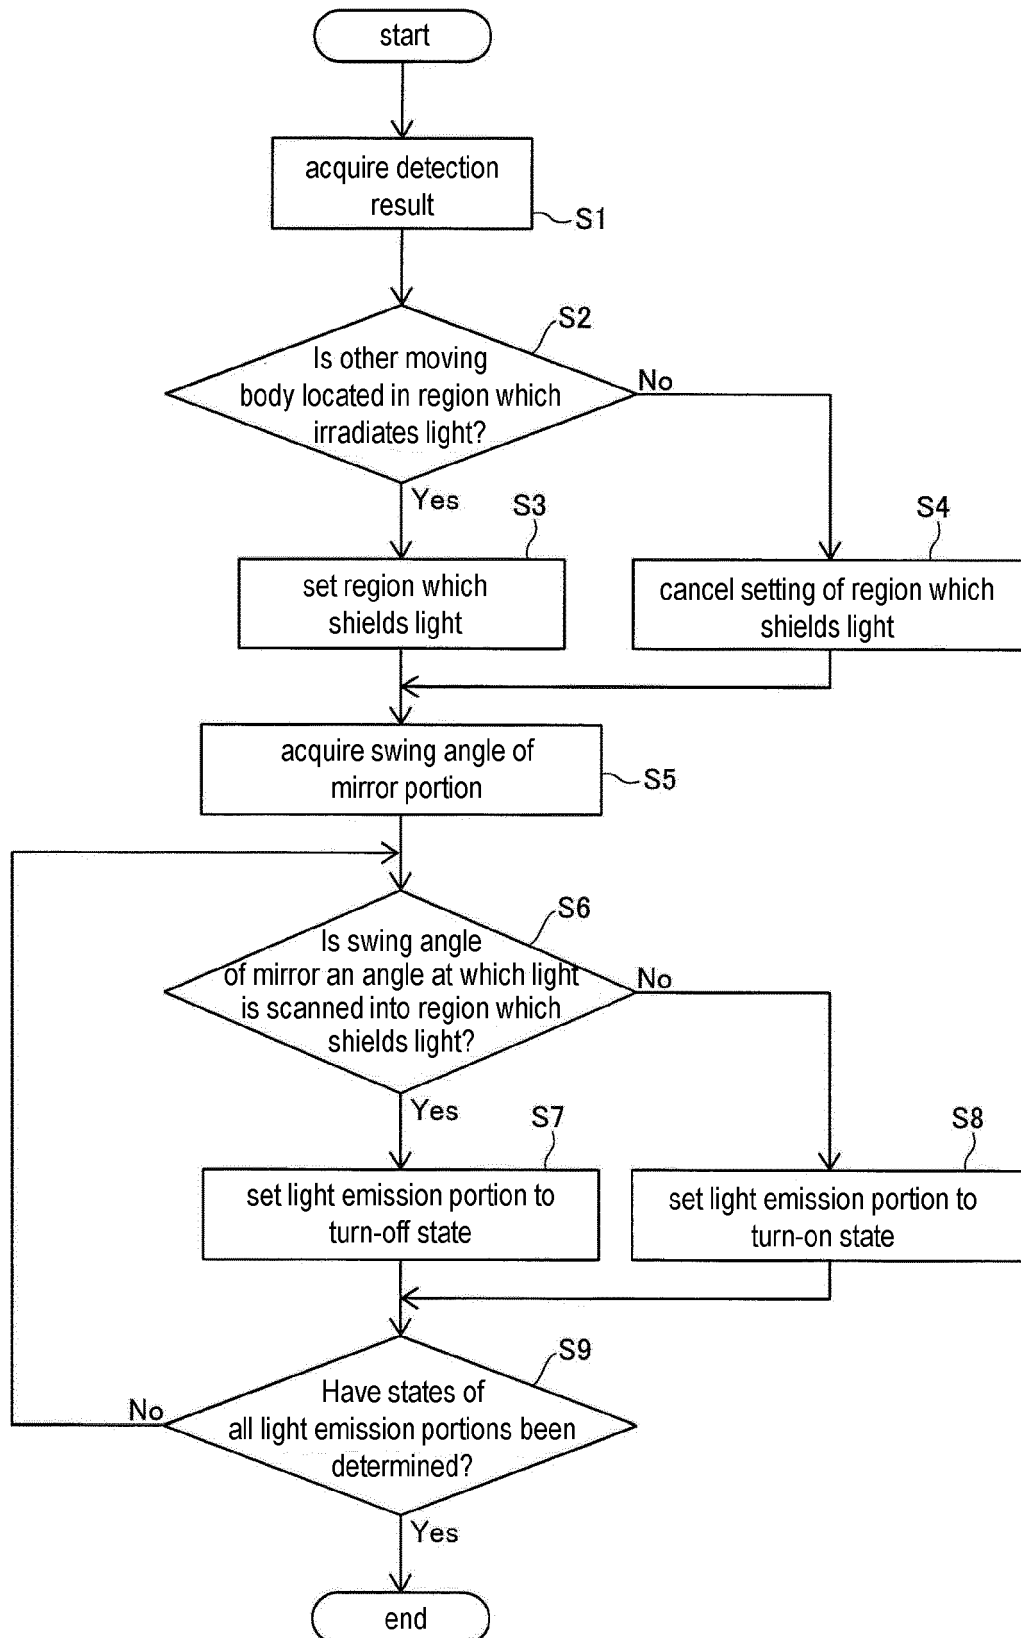 start
acquire detection
result
S1
S2
Is other moving
body located in region which
irradiates light?
No
Yes
S3
S4
set region which
shields light
cancel setting of region which
shields light
acquire swing angle of
mirror portion
S5
S6
Is swing angle
of mirror an angle at which light
is scanned into region which
shields light?
No
Yes
S7
S8
set light emission portion to
turn-off state
set light emission portion to
turn-on state
S9
Have states of
all light emission portions been
determined?
No
Yes
end